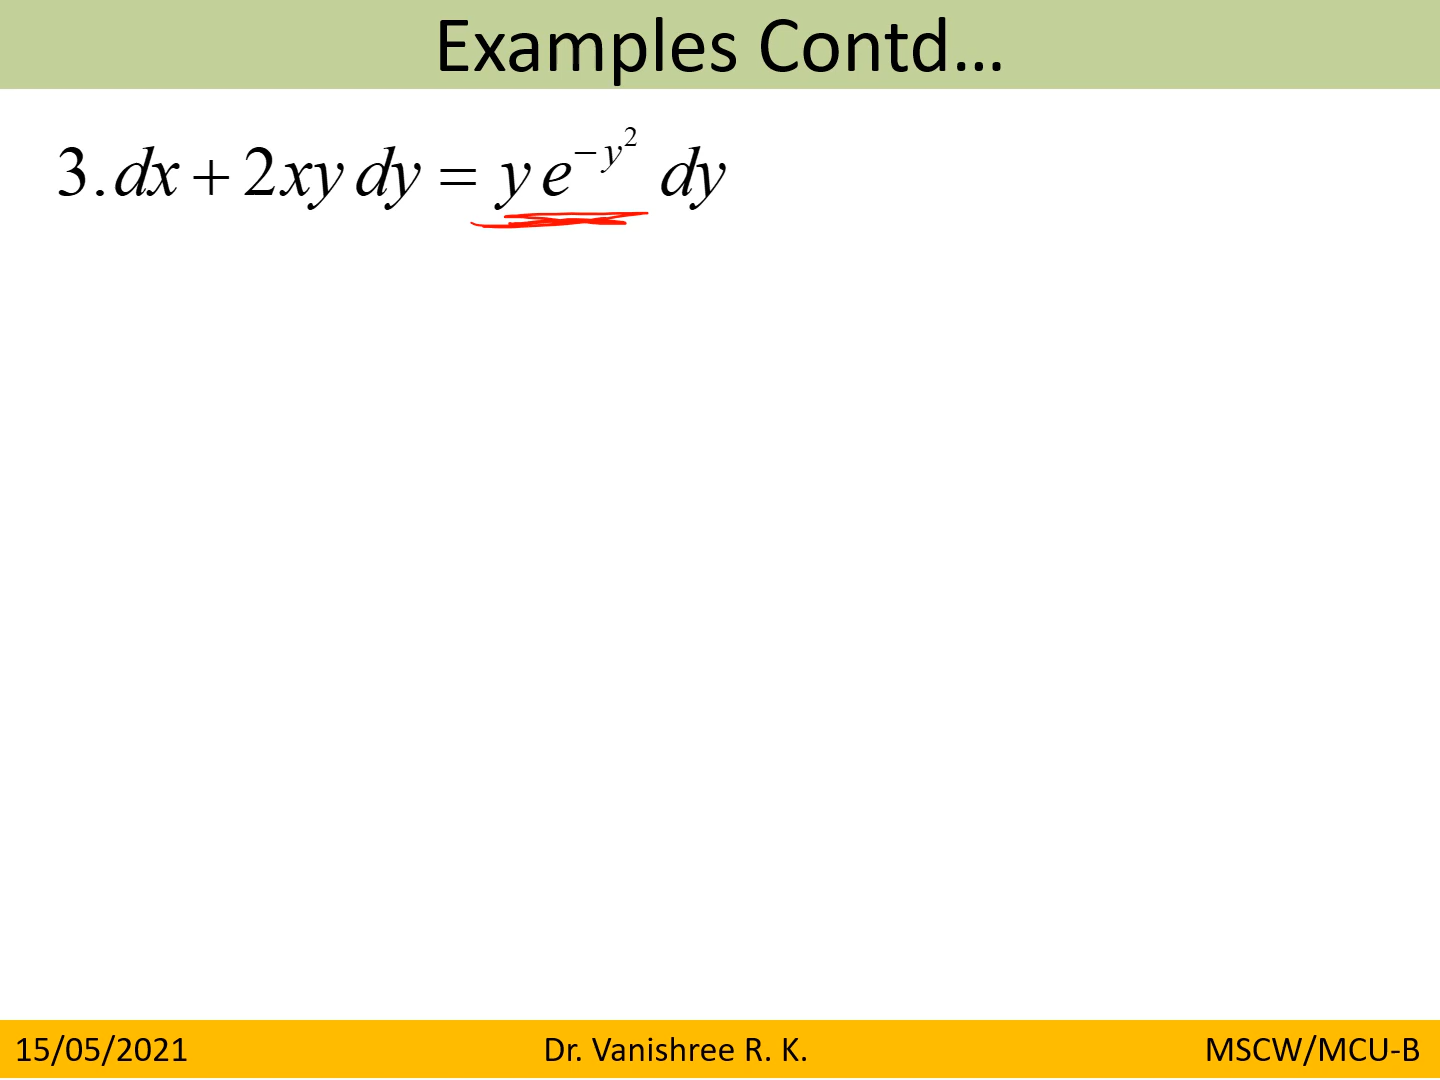 Examples Contd...
3. dx + 2xy dy = y e^{-y^2} dy
15/05/2021 Dr. Vanishree R. K. MSCW/MCU-B